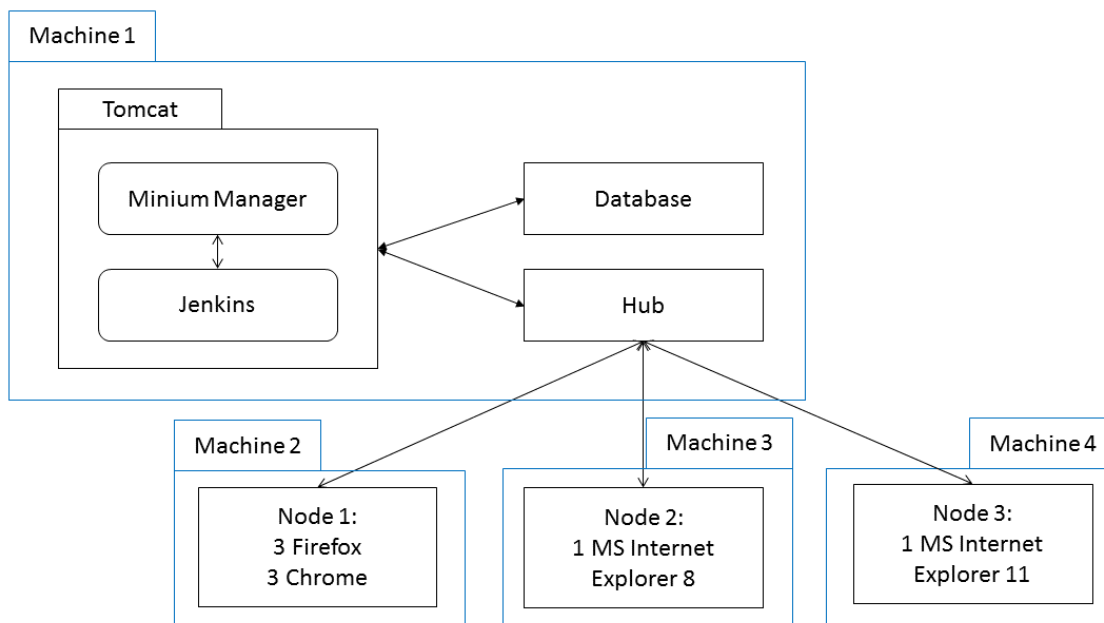 Machine 1
Tomcat
Minium Manager
Database
Jenkins
Hub
Machine 2
Machine 3
Machine 4
Node 1:
3 Firefox
3 Chrome
Node 2:
1 MS Internet
Explorer 8
Node 3:
1 MS Internet
Explorer 11